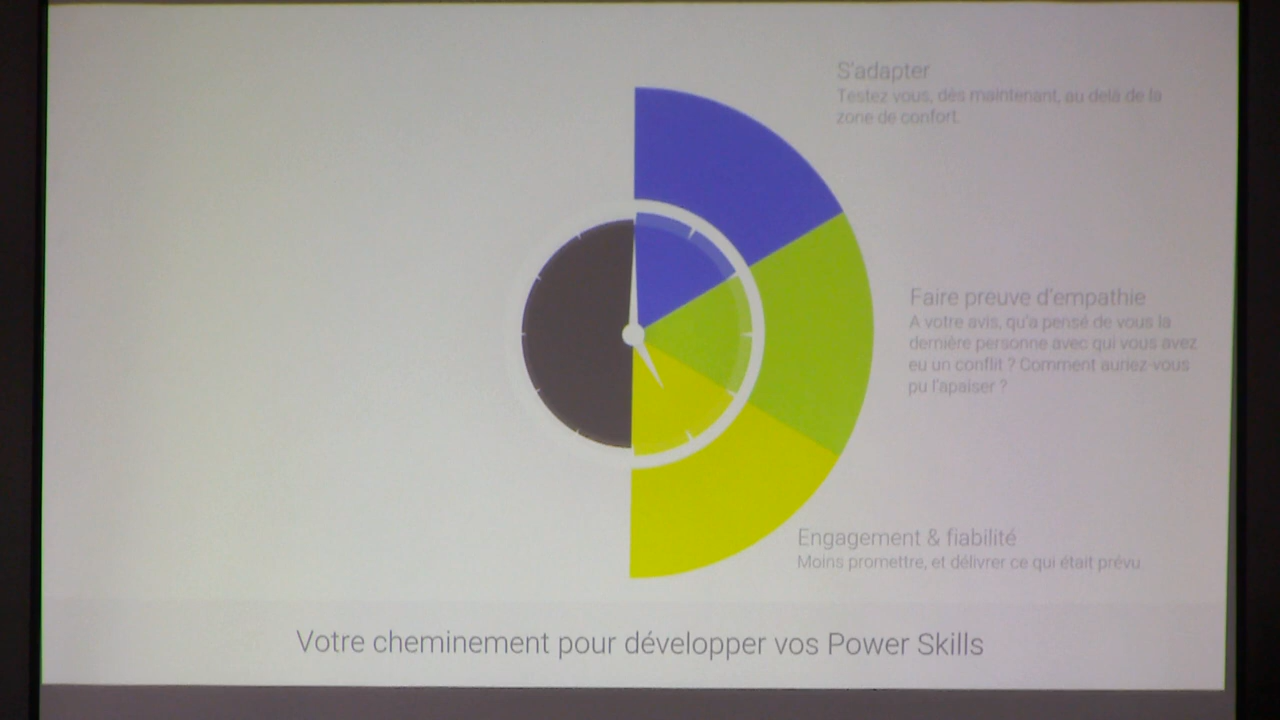 S'adapter
Testez vous, dès maintenant, au delà de la
zone de confort.
Faire preuve d'empathie
A votre avis, qu'a pensé de vous la
dernière personne avec qui vous avez
eu un conflit ? Comment auriez-vous
pu l'apaiser ?
Engagement & fiabilité
Moins promettre, et délivrer ce qui était prévu
Votre cheminement pour développer vos Power Skills